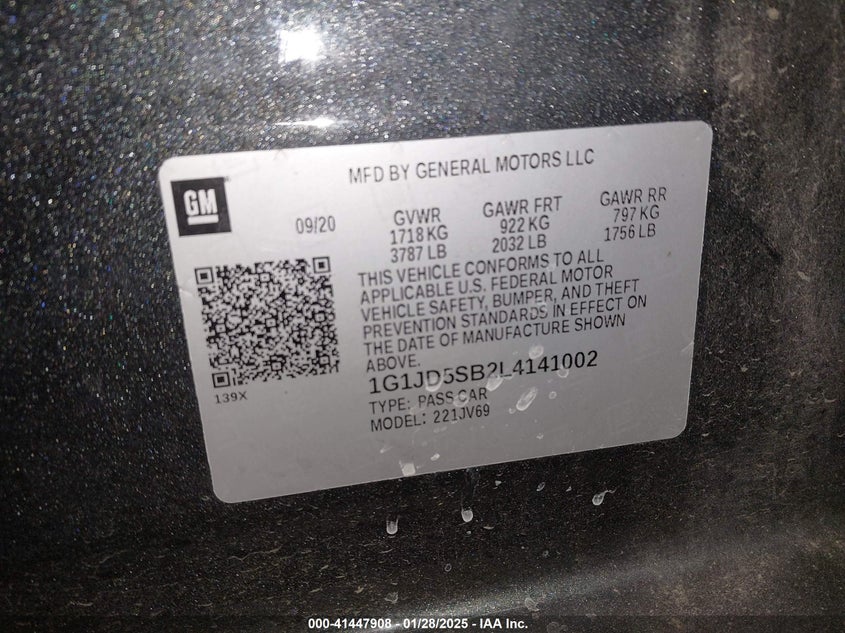 MFD BY GENERAL MOTORS LLC
GM
09/20
GVWR
1718 KG
3787 LB
GAWR FRT
922 KG
2032 LB
GAWR RR
797 KG
1756 LB
THIS VEHICLE CONFORMS TO ALL
APPLICABLE U.S. FEDERAL MOTOR
VEHICLE SAFETY, BUMPER, AND THEFT
PREVENTION STANDARDS IN EFFECT ON
THE DATE OF MANUFACTURE SHOWN
ABOVE.
139X
1G1JD5SB2L4141002
TYPE: PASS CAR
MODEL: 221JV69
000-41447908 - 01/28/2025 - IAA Inc.